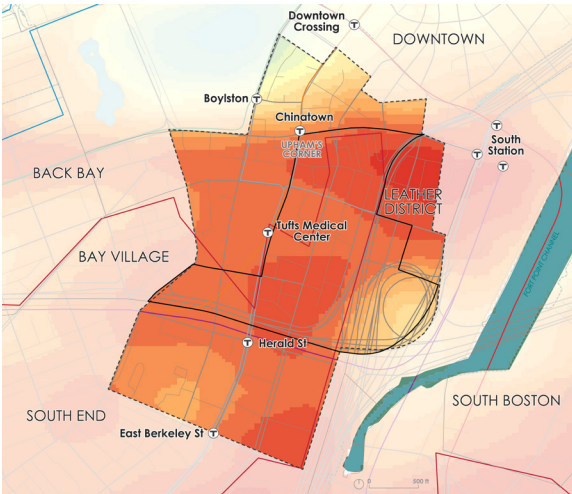 Downtown
Crossing
T
DOWNTOWN
Boylston
T
Chinatown
T
UPHAM'S
CORNER
T
South
Station
T
T
BACK BAY
LEATHER
DISTRICT
Tufts Medical
Center
T
BAY VILLAGE
FORT POINT CHANNEL
Herald St
T
SOUTH END
SOUTH BOSTON
East Berkeley St
T
0 800 ft